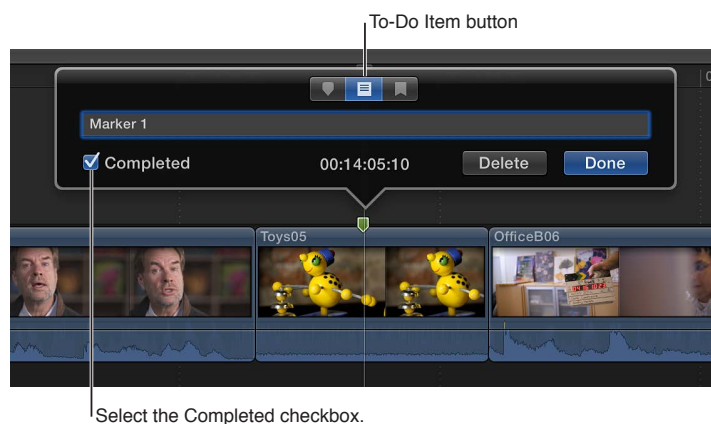 To-Do Item button
Marker 1
Completed
00:14:05:10
Delete
Done
Toys05
OfficeB06
Select the Completed checkbox.